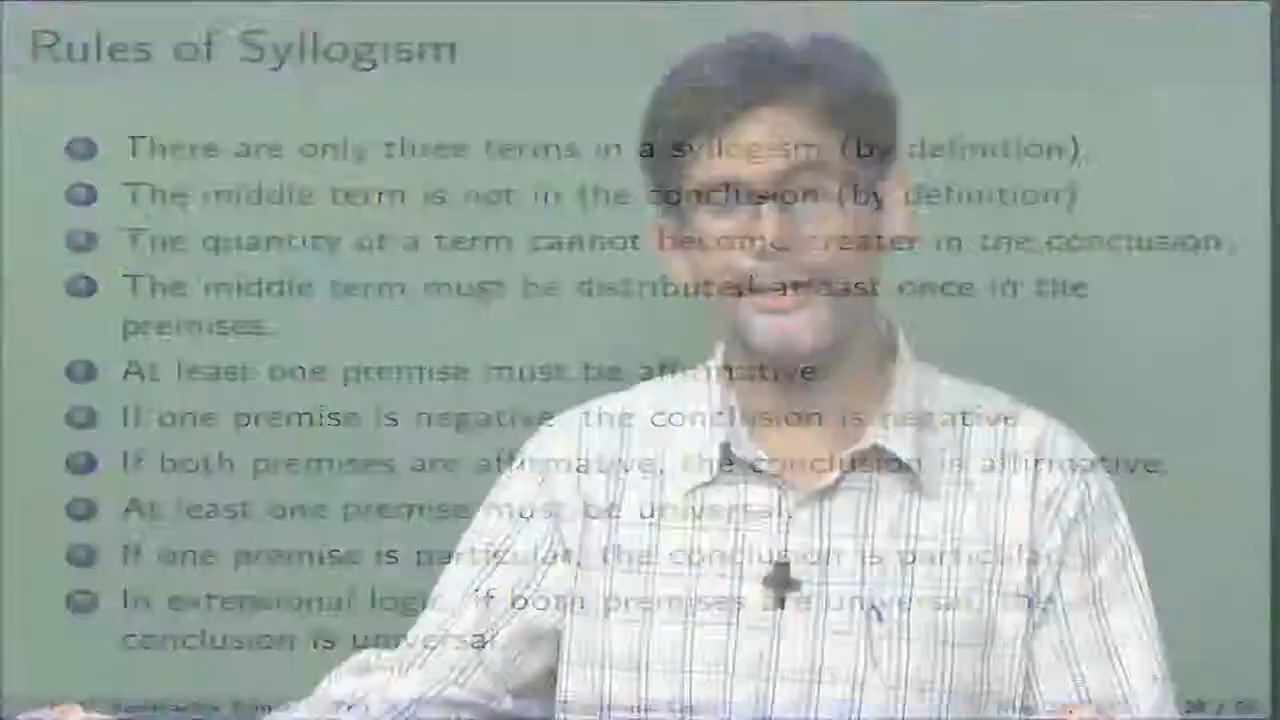 Rules of Syllogism
There are only three terms in a syllogism (by definition)
The middle term is not in the conclusion (by definition)
The quantity of a term cannot become greater in the conclusion.
The middle term must be distributed at least once in the
premises.
At least one premise must be affirmative.
If one premise is negative, the conclusion is negative.
If both premises are affirmative, the conclusion is affirmative.
At least one premise must be universal.
If one premise is particular, the conclusion is particular.
In extensional logic, if both premises are universal, the
conclusion is universal